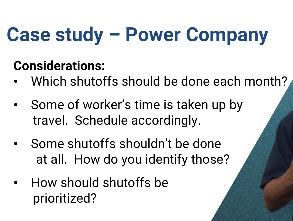 Case study – Power Company
Considerations:
• Which shutoffs should be done each month?
• Some of worker's time is taken up by
travel. Schedule accordingly.
• Some shutoffs shouldn't be done
at all. How do you identify those?
• How should shutoffs be
prioritized?